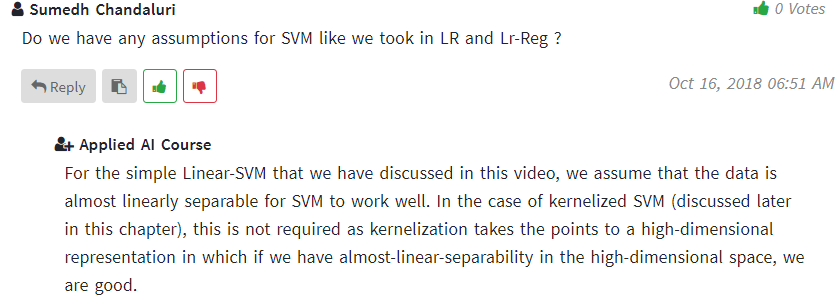 Sumedh Chandaluri
0 Votes
Do we have any assumptions for SVM like we took in LR and Lr-Reg ?
Reply
Oct 16, 2018 06:51 AM
Applied AI Course
For the simple Linear-SVM that we have discussed in this video, we assume that the data is
almost linearly separable for SVM to work well. In the case of kernelized SVM (discussed later
in this chapter), this is not required as kernelization takes the points to a high-dimensional
representation in which if we have almost-linear-separability in the high-dimensional space, we
are good.